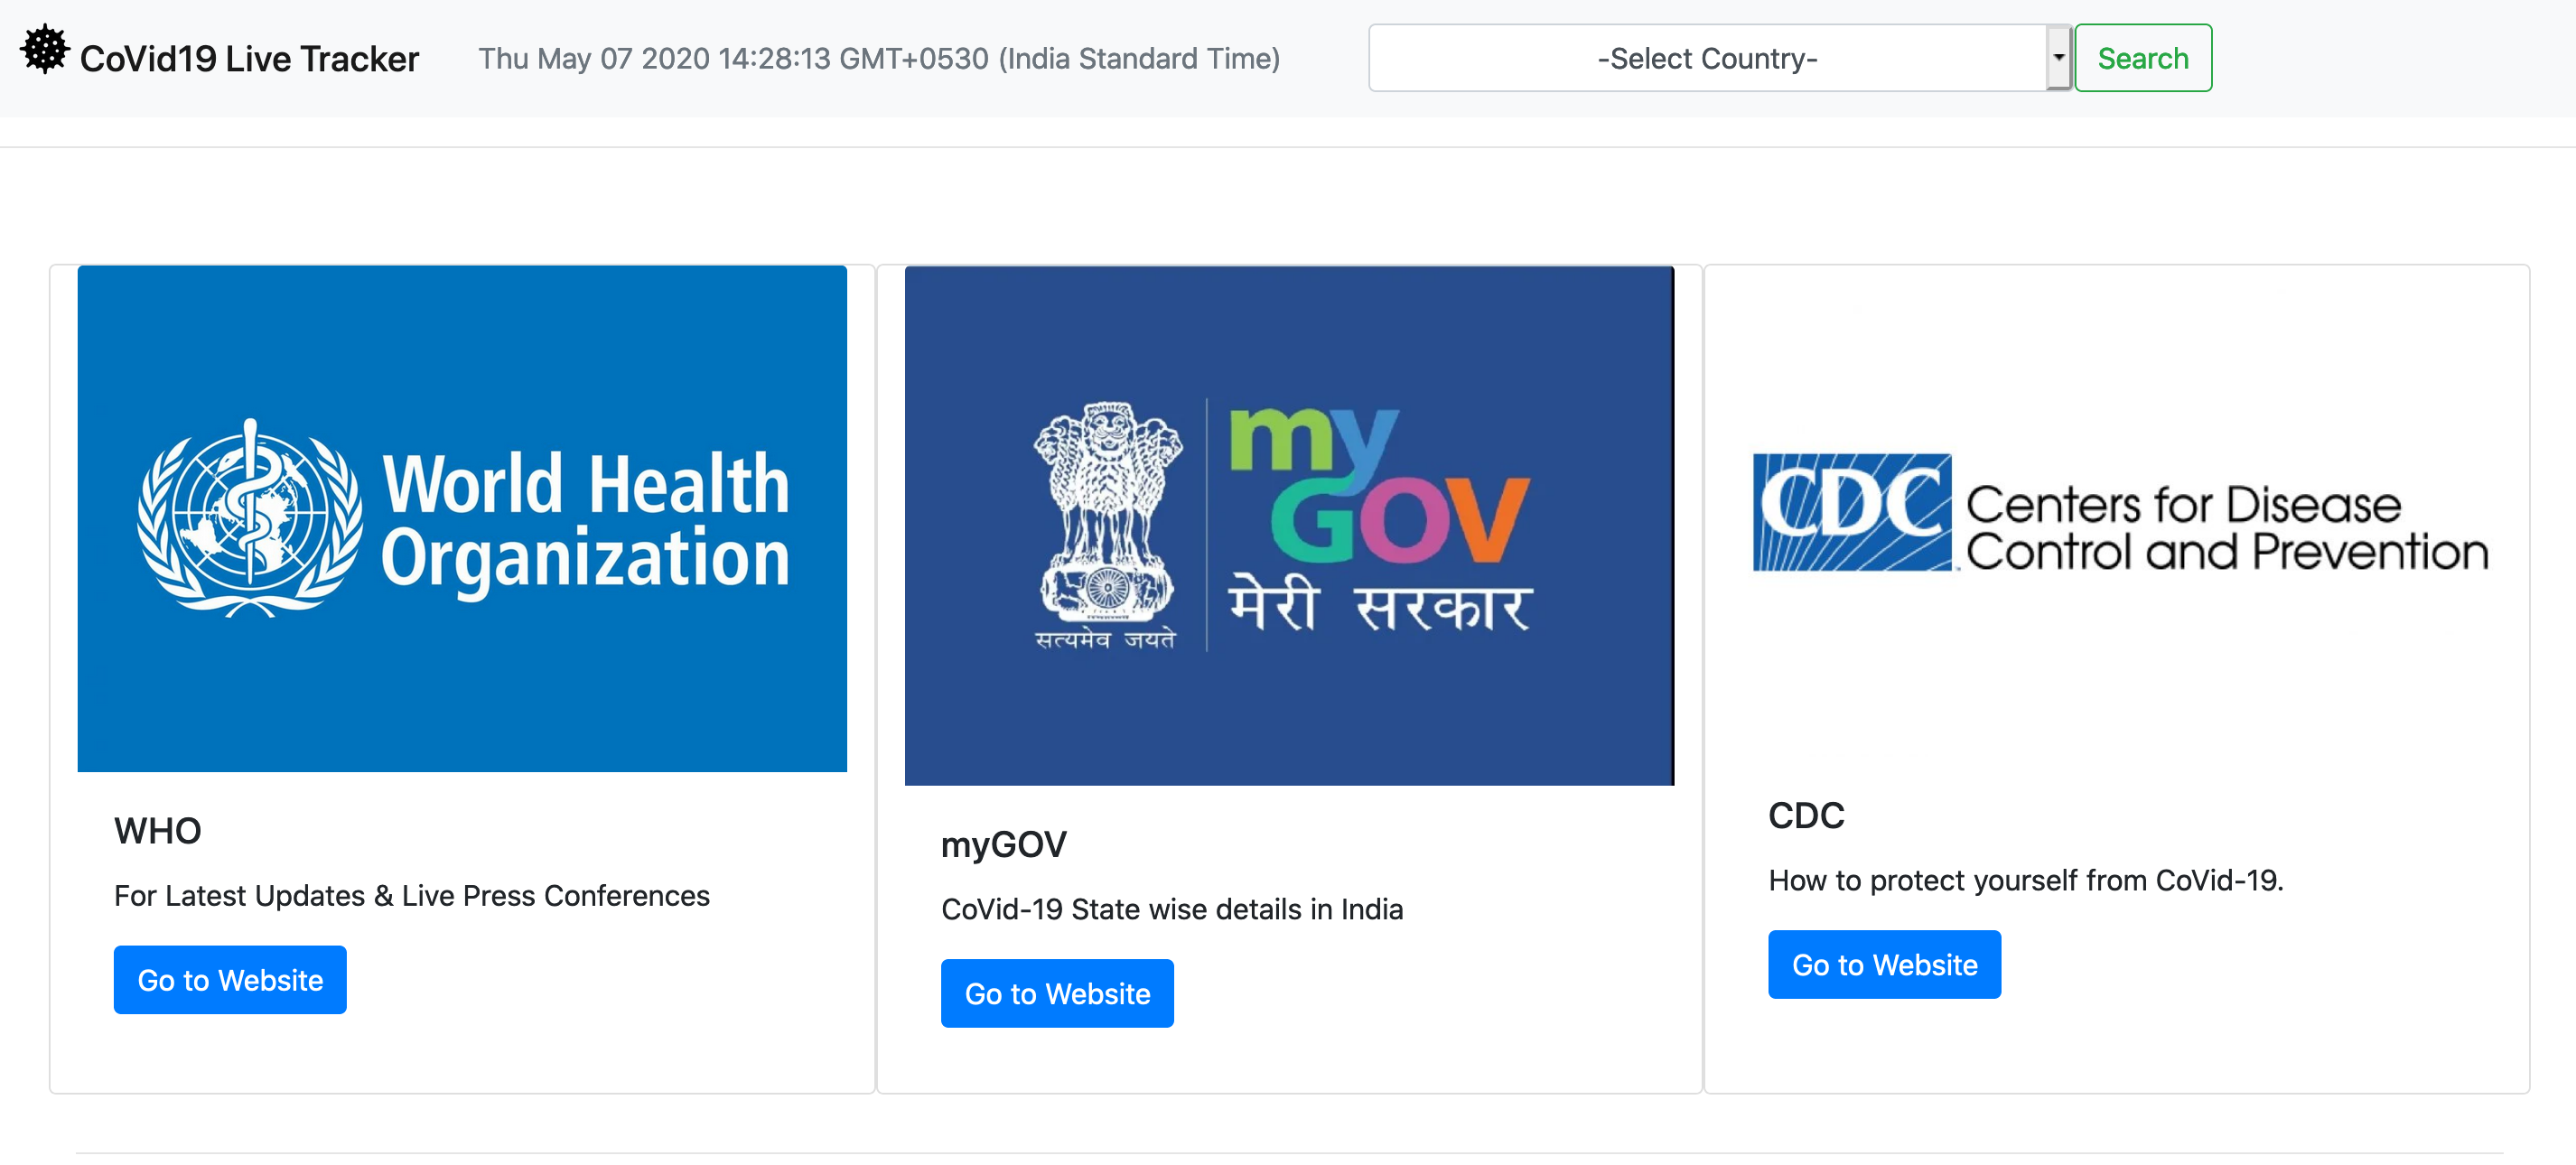 CoVid19 Live Tracker
Thu May 07 2020 14:28:13 GMT+0530 (India Standard Time)
-Select Country-
Search
World Health
Organization
सत्यमेव जयते
my
GOV
मेरी सरकार
CDC
Centers for Disease
Control and Prevention
WHO
For Latest Updates & Live Press Conferences
Go to Website
myGOV
CoVid-19 State wise details in India
Go to Website
CDC
How to protect yourself from CoVid-19.
Go to Website